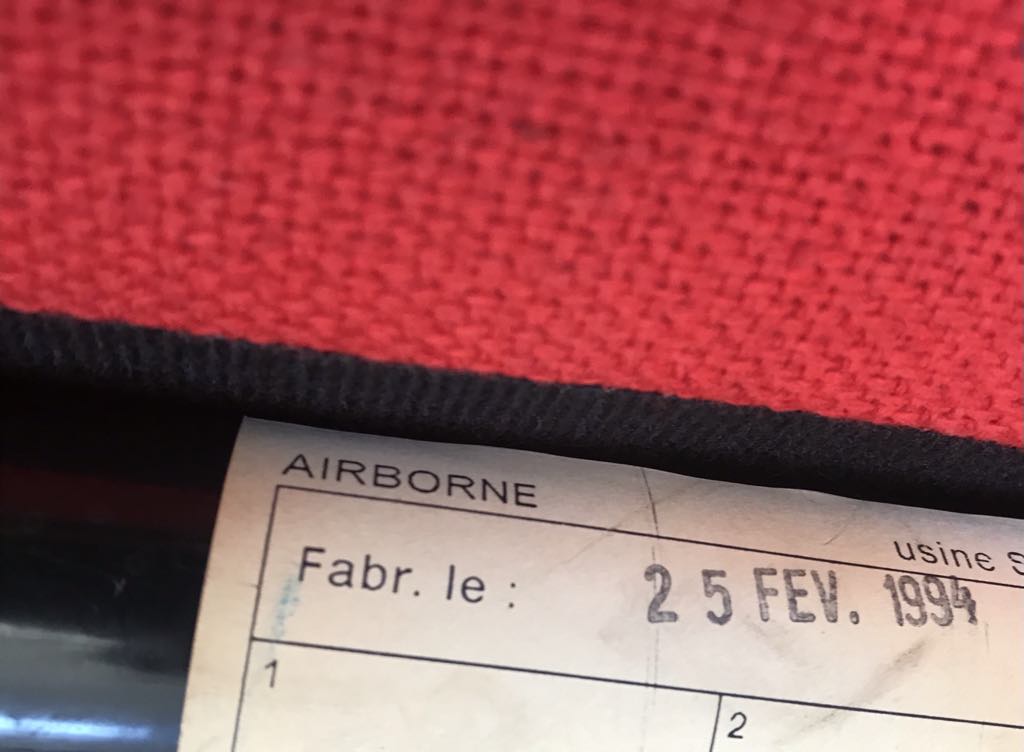 AIRBORNE
usine
Fabr. le : 25 FEV. 1994
1
2